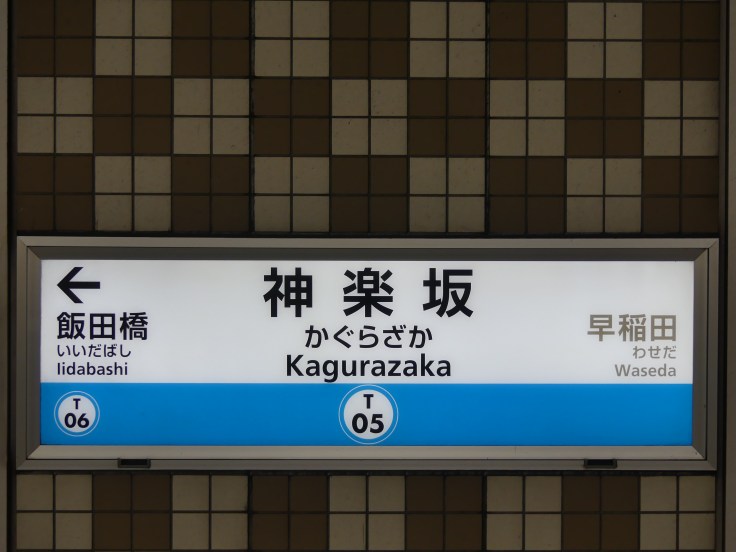 ←
神楽坂
かぐらざか
Kagurazaka
飯田橋
いいだばし
Iidabashi
早稲田
わせだ
Waseda
T
06
T
05